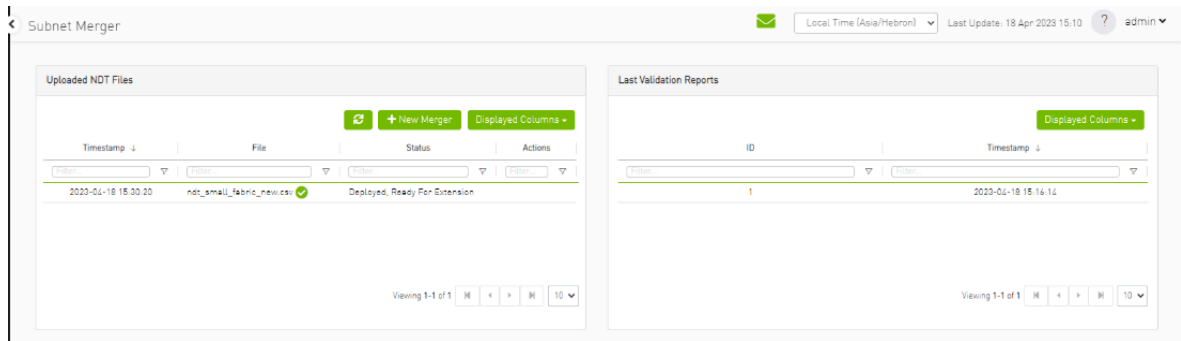 Subnet Merger
Local Time (Asia/Hebron)
Last Update: 18 Apr 2023 15:10
?
admin
Uploaded NDT Files
+ New Merger
Displayed Columns
Timestamp ↓ File Status Actions
Filter... Filter... Filter... Filter...
2023-04-18 15:30:20 ndt_small_fabric_new.csv Deployed, Ready For Extension
Viewing 1-1 of 1
10
Last Validation Reports
Displayed Columns
ID Timestamp ↓
Filter... Filter...
1 2023-04-18 15:16:14
Viewing 1-1 of 1
10